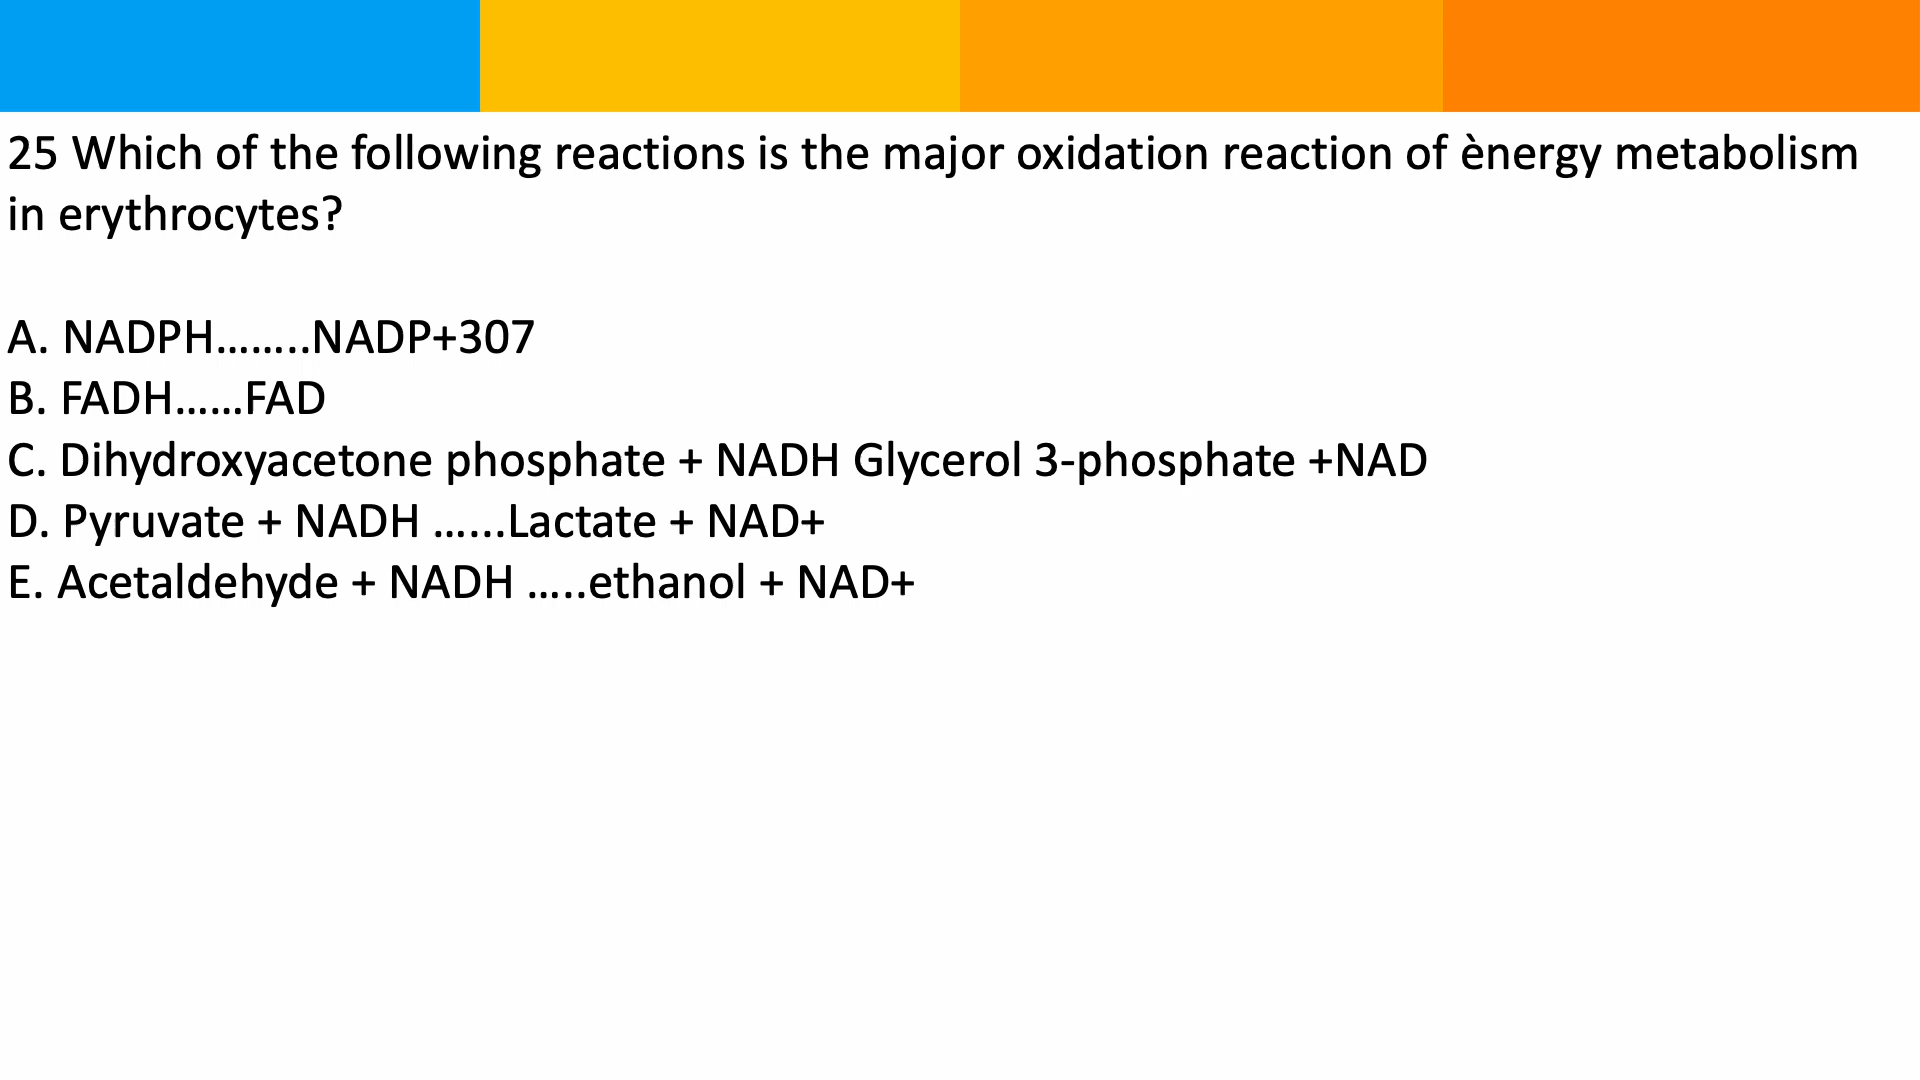 25 Which of the following reactions is the major oxidation reaction of ènergy metabolism
in erythrocytes?
A. NADPH........NADP+307
B. FADH......FAD
C. Dihydroxyacetone phosphate + NADH Glycerol 3-phosphate +NAD
D. Pyruvate + NADH ......Lactate + NAD+
E. Acetaldehyde + NADH .....ethanol + NAD+